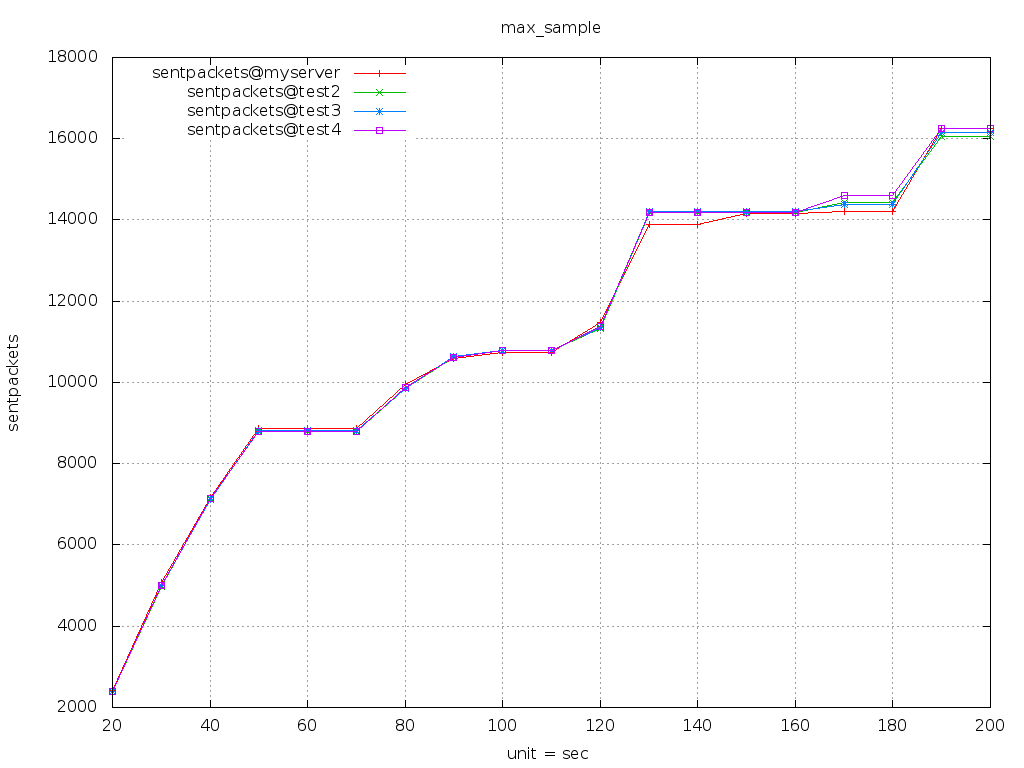 max_sample
18000
16000
14000
12000
10000
8000
6000
4000
2000
sentpackets
sentpackets@myserver
sentpackets@test2
sentpackets@test3
sentpackets@test4
20 40 60 80 100 120 140 160 180 200
unit = sec